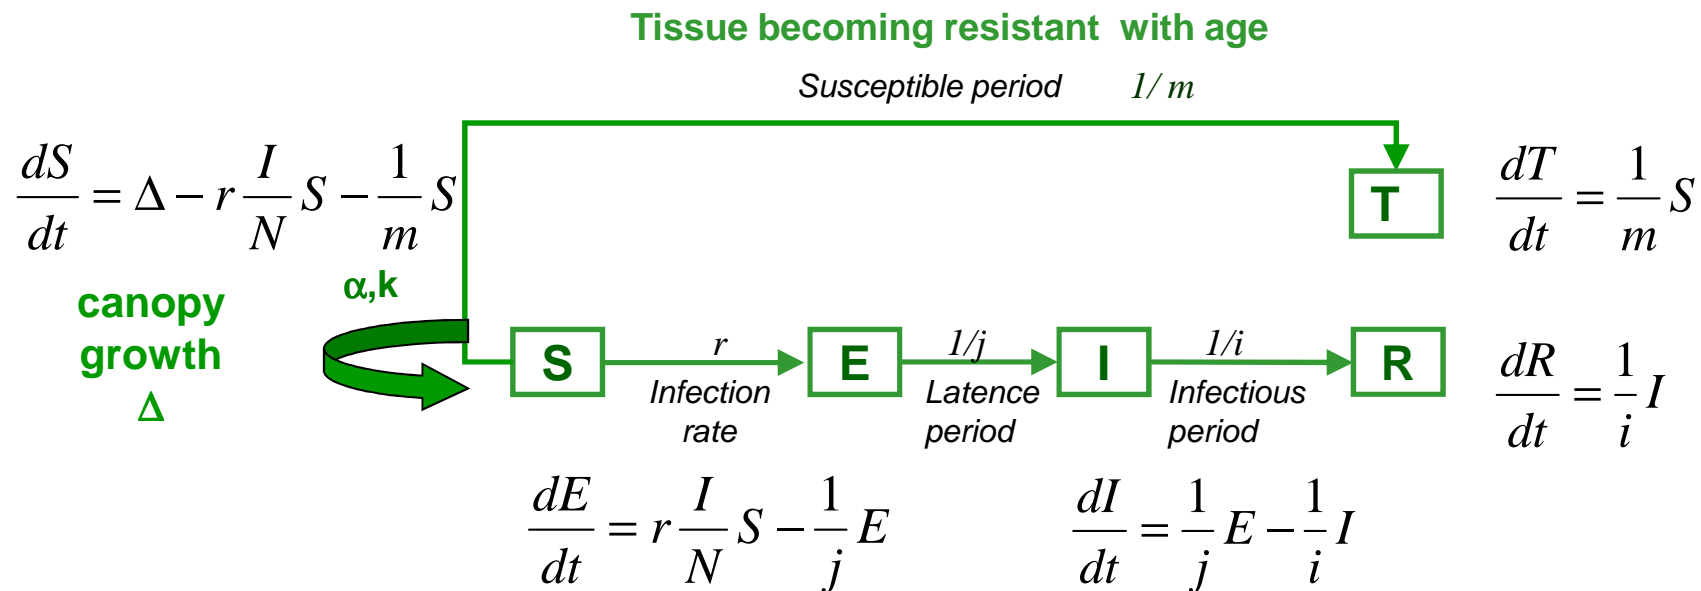 Tissue becoming resistant with age
Susceptible period 1/ m
dS/dt = Δ − r I/N S − 1/m S
T
dT/dt = 1/m S
canopy
growth
Δ
α,k
S
r
Infection
rate
E
1/j
Latence
period
I
1/i
Infectious
period
R
dR/dt = 1/i I
dE/dt = r I/N S − 1/j E
dI/dt = 1/j E − 1/i I